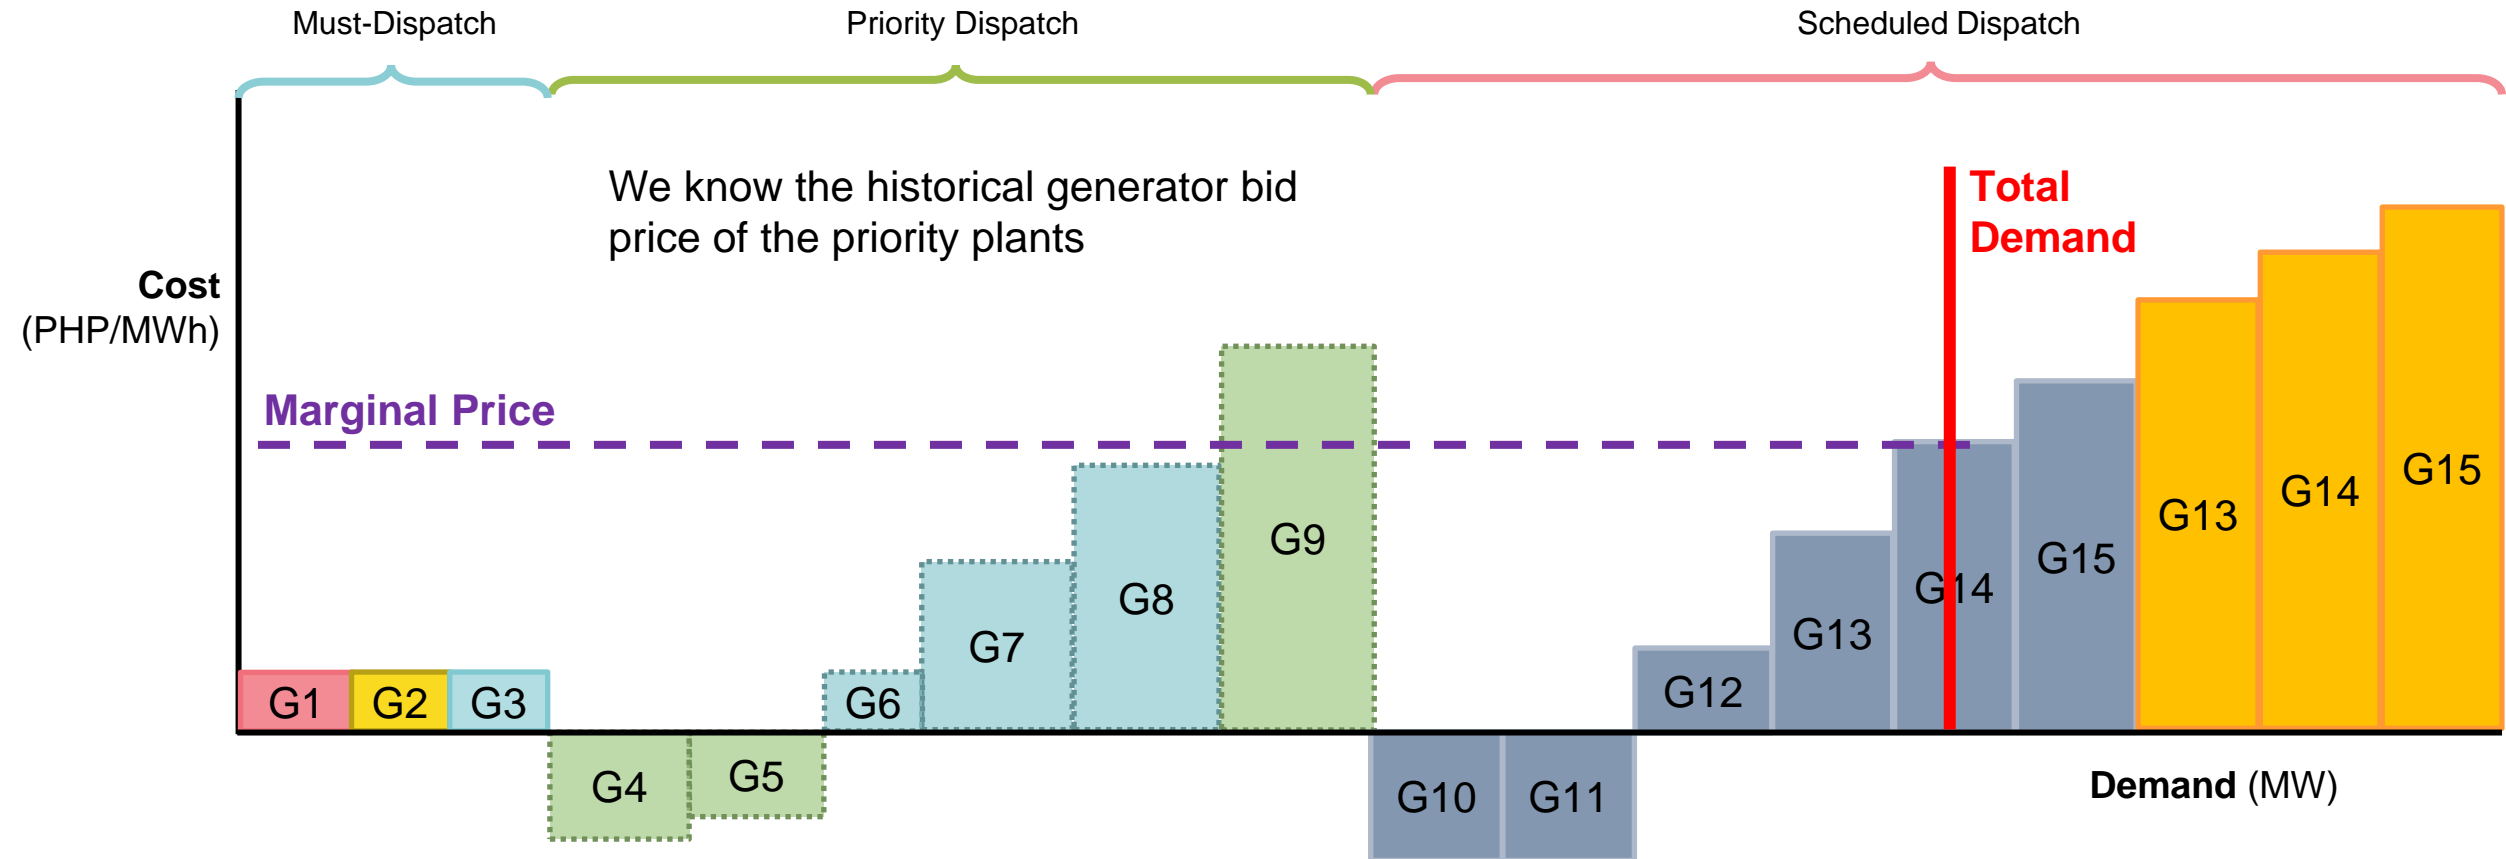 Must-Dispatch
Priority Dispatch
Scheduled Dispatch
We know the historical generator bid
price of the priority plants
Total
Demand
Cost
(PHP/MWh)
Marginal Price
G1
G2
G3
G4
G5
G6
G7
G8
G9
G10
G11
G12
G13
G14
G15
G13
G14
G15
Demand (MW)